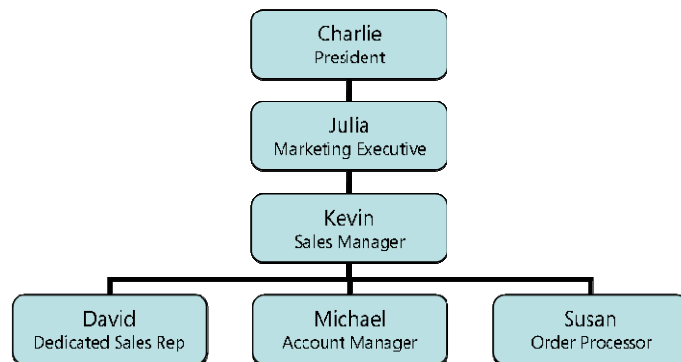 Charlie
President
Julia
Marketing Executive
Kevin
Sales Manager
David
Dedicated Sales Rep
Michael
Account Manager
Susan
Order Processor